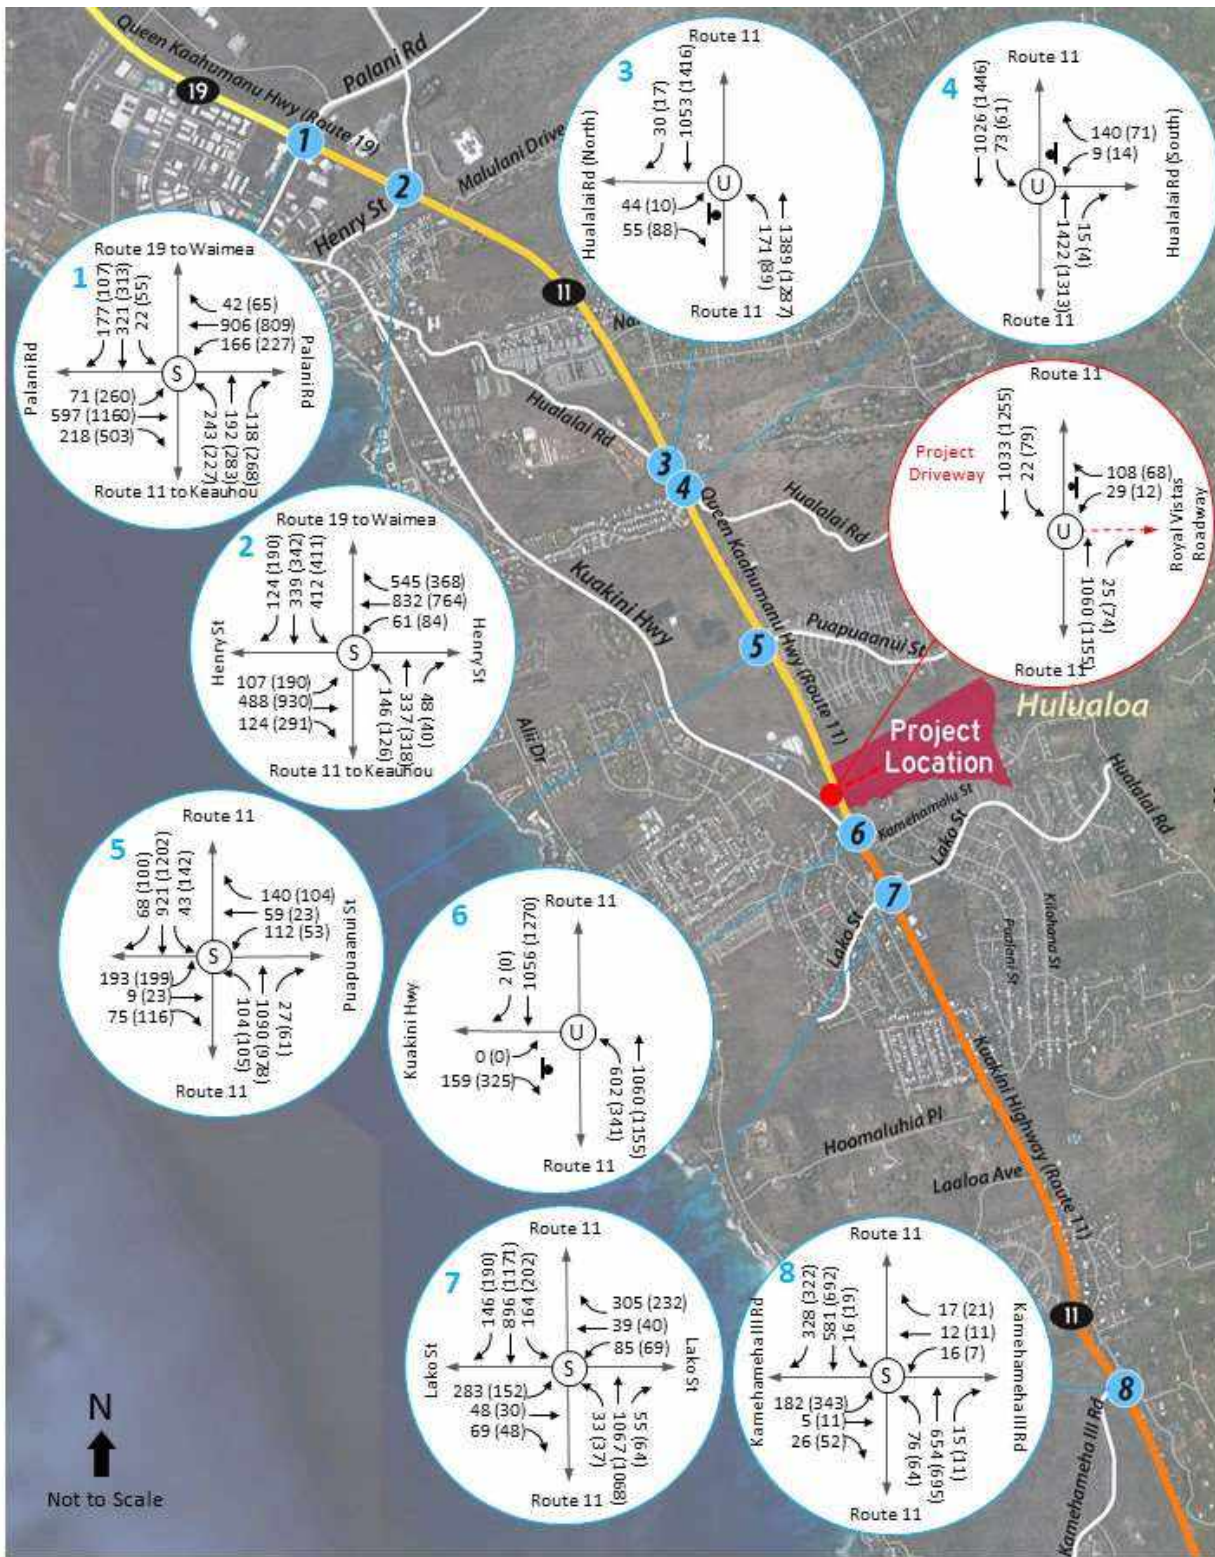 Queen Kaahumanu Hwy (Route 19)
19
Palani Rd
Malulani Drive
Henry St
1
2
11
3
4
Hualalai Rd
Hualalai Rd
Queen Kaahumanu Hwy (Route 11)
Kuakini Hwy
5
Puapuaanui St
Alii Dr
Project
Location
Hulualoa
Kamehamalu St
Lako St
Hualalai Rd
6
7
Lako St
Kilohana St
Pualani St
Kuakini Highway (Route 11)
Hoomaluhia Pl
Laaloa Ave
11
8
Kamehameha III Rd
N
Not to Scale
1
Route 19 to Waimea
177 (107)
321 (313)
22 (55)
42 (65)
906 (809)
166 (227)
Palani Rd
S
Palani Rd
71 (260)
597 (1160)
218 (503)
243 (227)
192 (283)
118 (268)
Route 11 to Keauhou
2
Route 19 to Waimea
124 (190)
339 (342)
412 (411)
545 (368)
832 (764)
61 (84)
Henry St
S
Henry St
107 (190)
488 (930)
124 (291)
146 (126)
337 (318)
48 (40)
Route 11 to Keauhou
3
Route 11
30 (17)
1053 (1416)
Hualalai Rd (North)
U
44 (10)
55 (88)
171 (89)
1389 (1287)
Route 11
4
Route 11
1026 (1446)
73 (61)
140 (71)
9 (14)
U
Hualalai Rd (South)
1422 (1313)
15 (4)
Route 11
Route 11
Project
Driveway
1033 (1255)
22 (79)
108 (68)
29 (12)
U
Royal Vistas
Roadway
1060 (1155)
25 (74)
Route 11
5
Route 11
68 (100)
921 (1202)
43 (142)
140 (104)
59 (23)
112 (53)
S
Puapuaanui St
193 (199)
9 (23)
75 (116)
104 (105)
1090 (978)
27 (61)
Route 11
6
Route 11
2 (0)
1056 (1270)
Kuakini Hwy
U
0 (0)
159 (325)
602 (341)
1060 (1155)
Route 11
7
Route 11
146 (190)
896 (1171)
164 (202)
305 (232)
39 (40)
85 (69)
Lako St
S
Lako St
283 (152)
48 (30)
69 (48)
33 (37)
1067 (1068)
55 (64)
Route 11
8
Route 11
328 (322)
581 (692)
16 (19)
17 (21)
12 (11)
16 (7)
Kamehameha III Rd
S
Kamehameha III Rd
182 (343)
5 (11)
26 (52)
76 (64)
654 (695)
15 (11)
Route 11